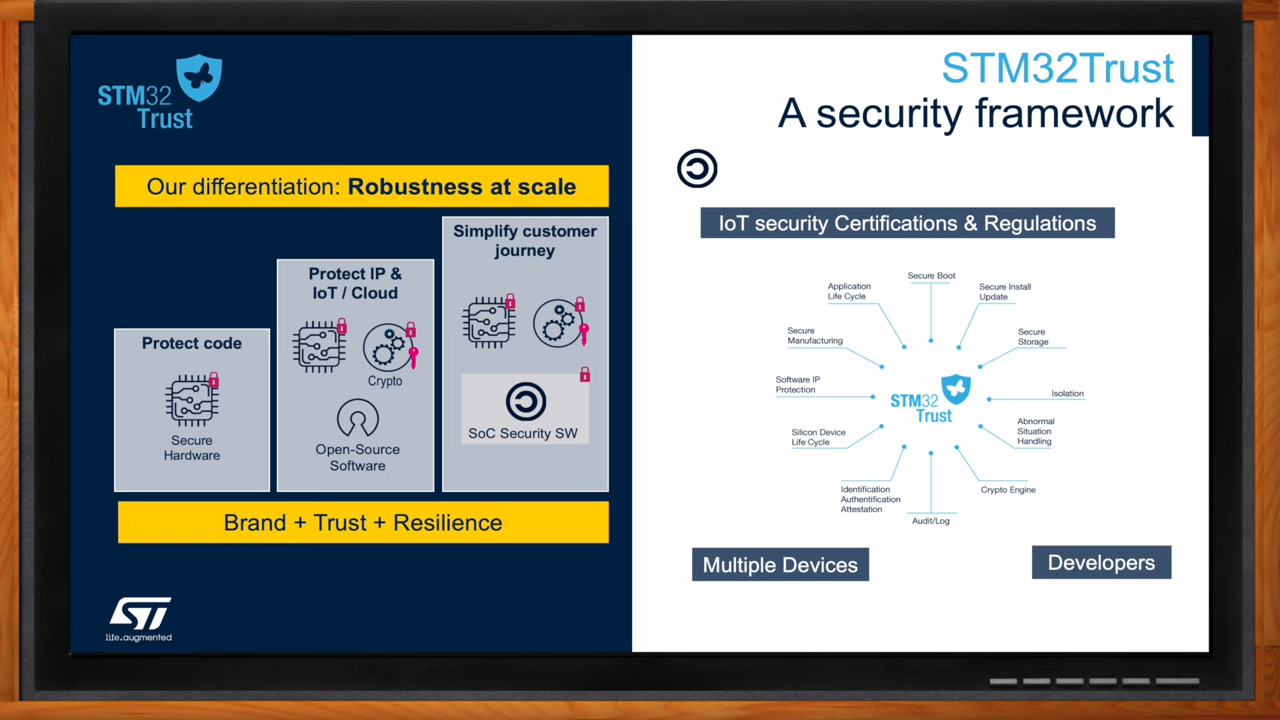 STM32
Trust
Our differentiation: Robustness at scale
Protect code
Secure
Hardware
Protect IP &
IoT / Cloud
Crypto
Open-Source
Software
Simplify customer
journey
SoC Security SW
Brand + Trust + Resilience
ST
life.augmented
STM32Trust
A security framework
IoT security Certifications & Regulations
Secure Boot
Secure Install
Update
Secure
Storage
Isolation
Abnormal
Situation
Handling
Crypto Engine
Audit/Log
Identification
Authentification
Attestation
Silicon Device
Life Cycle
Software IP
Protection
Secure
Manufacturing
Application
Life Cycle
STM32
Trust
Multiple Devices
Developers